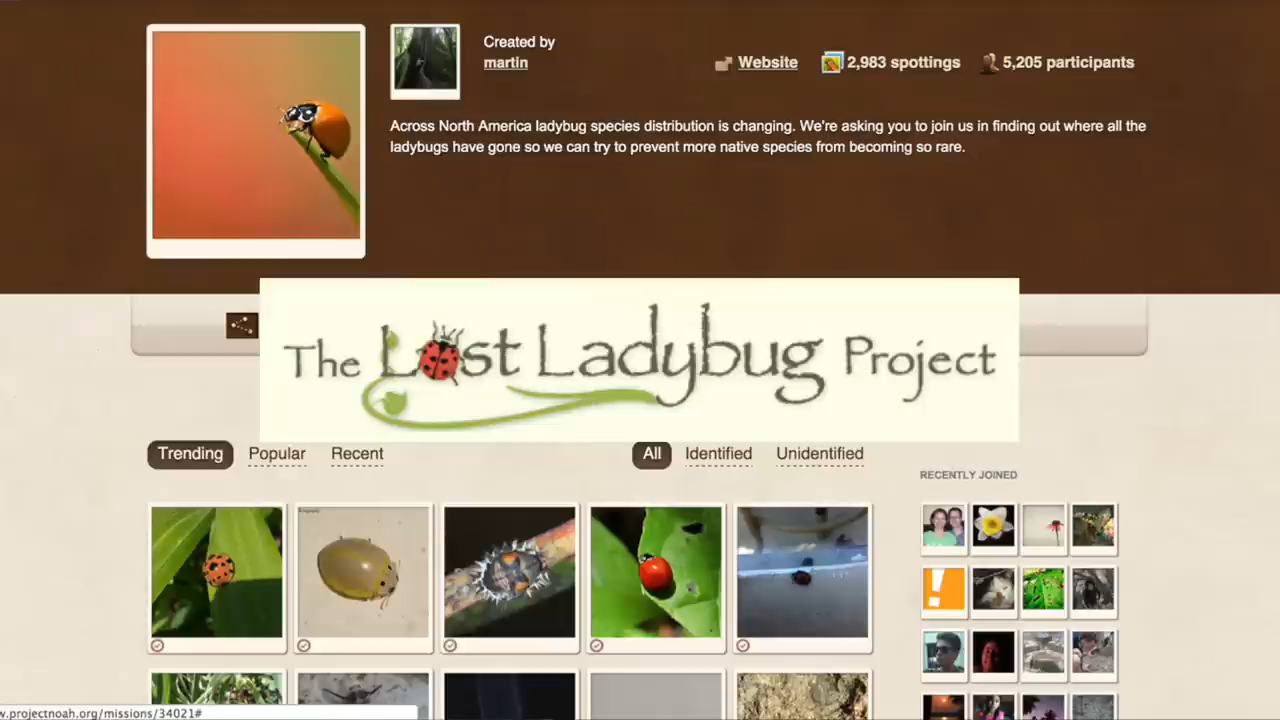 Created by
martin
Website
2,983 spottings
5,205 participants
Across North America ladybug species distribution is changing. We're asking you to join us in finding out where all the
ladybugs have gone so we can try to prevent more native species from becoming so rare.
The Lost Ladybug Project
Trending
Popular
Recent
All
Identified
Unidentified
RECENTLY JOINED
w.projectnoah.org/missions/34021#